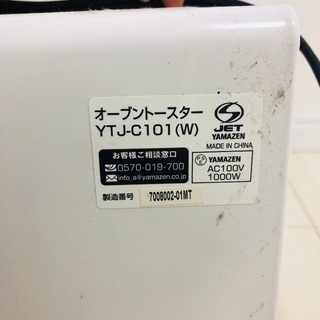 オーブントースター
YTJ-C101(W)
お客様ご相談窓口
0570-019-700
info_a@yamazen.co.jp
製造番号 7008002-01MT
S
JET
YAMAZEN
MADE IN CHINA
YAMAZEN
AC100V
1000W